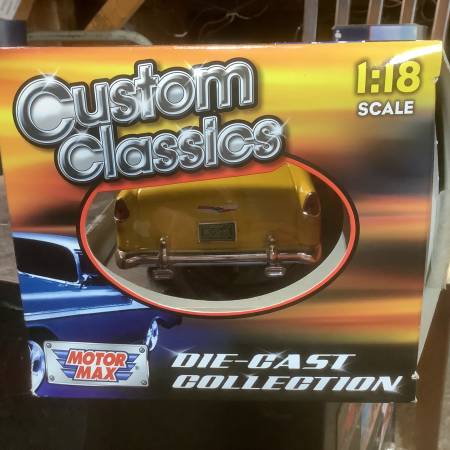 Custom
Classics
1:18
SCALE
MOTOR
MAX
DIE-CAST
COLLECTION